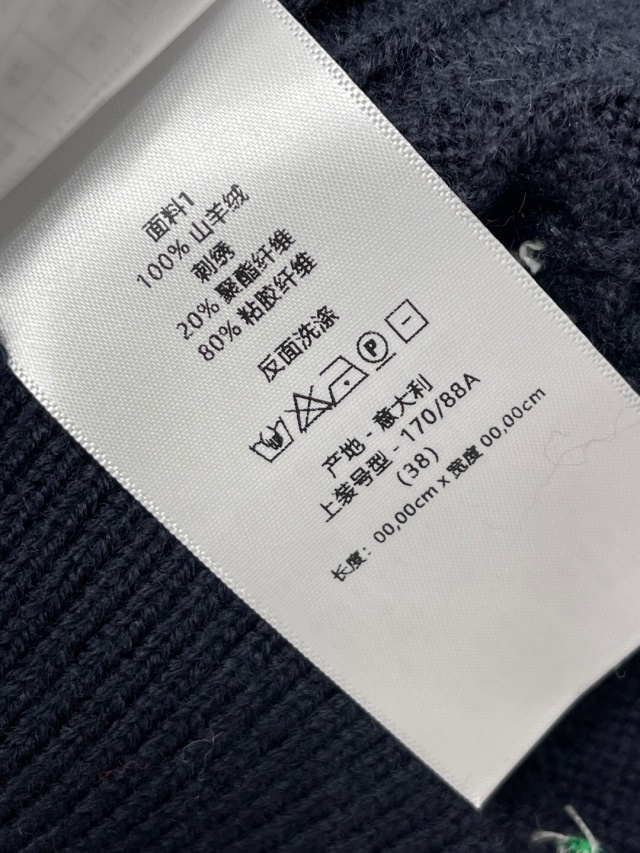 面料1
100% 山羊绒
刺绣
20% 聚酯纤维
80% 粘胶纤维
反面洗涤
P
产地 - 意大利
上装号型 - 170/88A
(38)
长度：00,00cm x 宽度 00,00cm